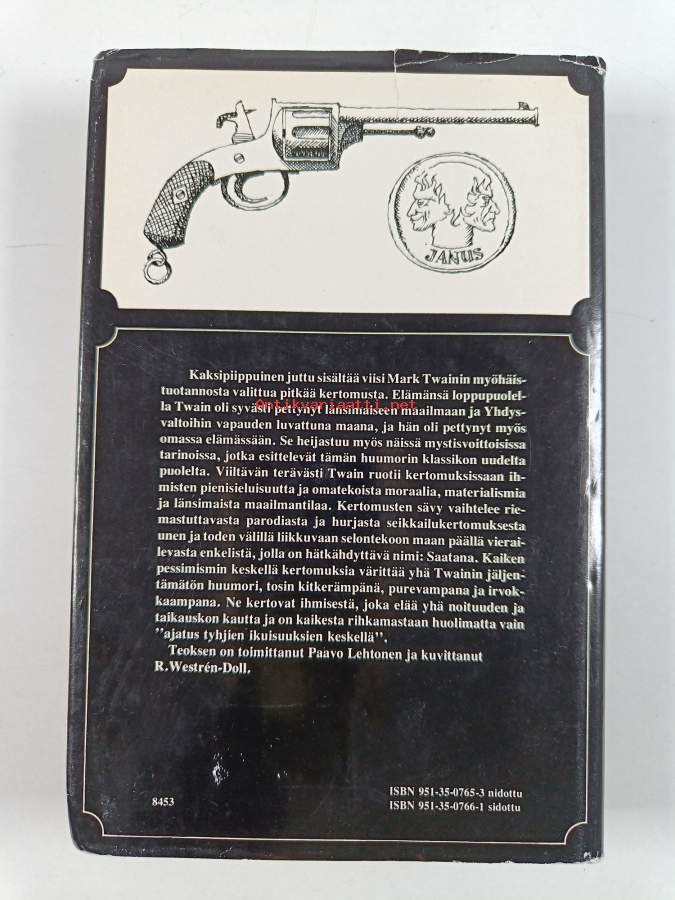 JANUS
Kaksipiippuinen juttu sisältää viisi Mark Twainin myöhäis-
tuotannosta valittua pitkää kertomusta. Elämänsä loppupuolel-
la Twain oli syvästi pettynyt länsimaiseen maailmaan ja Yhdys-
Antikvariaatti.net
valtoihin vapauden luvattuna maana, ja hän oli pettynyt myös
omassa elämässään. Se heijastuu myös näissä mystisvoittoisissa
tarinoissa, jotka esittelevät tämän huumorin klassikon uudelta
puolelta. Viiltävän terävästi Twain ruotii kertomuksissaan ih-
misten pienisieluisuutta ja omatekoista moraalia, materialismia
ja länsimaista maailmantilaa. Kertomusten sävy vaihtelee rie-
mastuttavasta parodiasta ja hurjasta seikkailukertomuksesta
unen ja toden välillä liikkuvaan selontekoon maan päällä vierai-
levasta enkelistä, jolla on hätkähdyttävä nimi: Saatana. Kaiken
pessimismin keskellä kertomuksia värittää yhä Twainin jäljen-
tämätön huumori, tosin kitkerämpänä, purevampana ja irvok-
kaampana. Ne kertovat ihmisestä, joka elää yhä noituuden ja
taikauskon kautta ja on kaikesta rihkamastaan huolimatta vain
"ajatus tyhjien ikuisuuksien keskellä".
Teoksen on toimittanut Paavo Lehtonen ja kuvittanut
R.Westrén-Doll.
8453
ISBN 951-35-0765-3 nidottu
ISBN 951-35-0766-1 sidottu